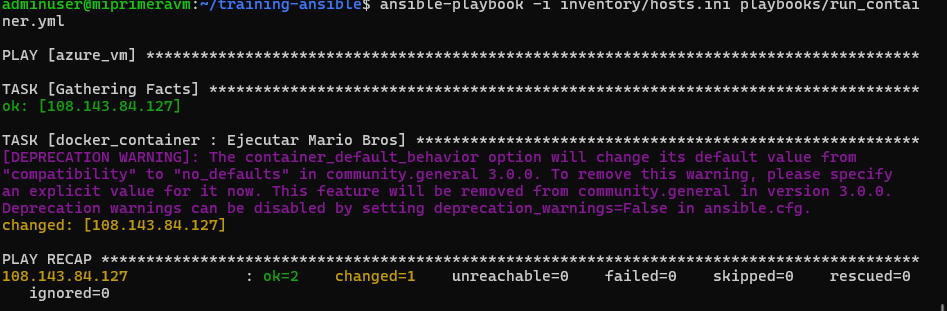 adminuser@miprimeravm:~/training-ansible$ ansible-playbook -i inventory/hosts.ini playbooks/run_contai
ner.yml
PLAY [azure_vm] **************************************************************************************
TASK [Gathering Facts] *******************************************************************************
ok: [108.143.84.127]
TASK [docker_container : Ejecutar Mario Bros] ********************************************************
[DEPRECATION WARNING]: The container_default_behavior option will change its default value from
"compatibility" to "no_defaults" in community.general 3.0.0. To remove this warning, please specify
an explicit value for it now. This feature will be removed from community.general in version 3.0.0.
Deprecation warnings can be disabled by setting deprecation_warnings=False in ansible.cfg.
changed: [108.143.84.127]
PLAY RECAP *******************************************************************************************
108.143.84.127             : ok=2    changed=1    unreachable=0    failed=0    skipped=0    rescued=0
   ignored=0